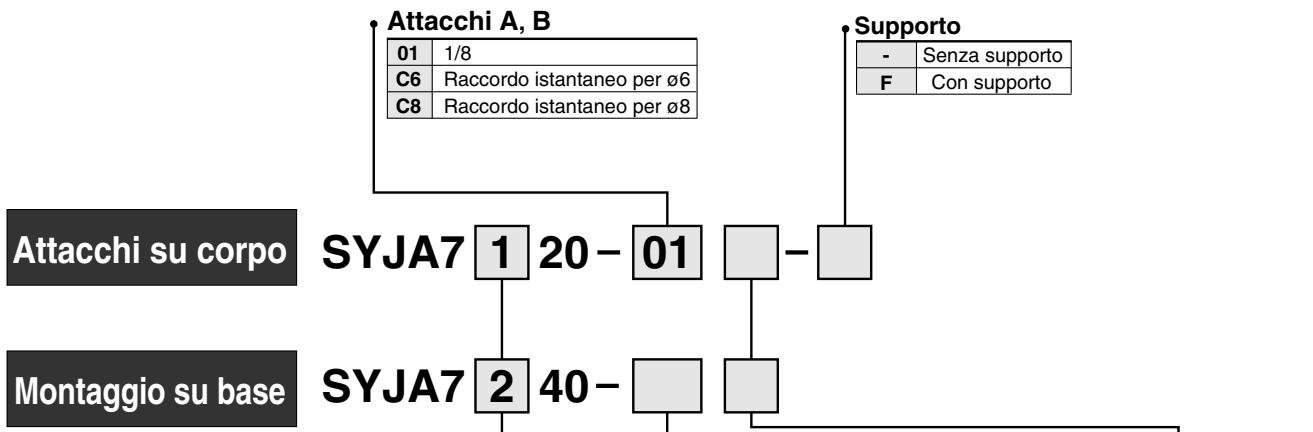 Attacchi A, B
01 1/8
C6 Raccordo istantaneo per ø6
C8 Raccordo istantaneo per ø8
Supporto
- Senza supporto
F Con supporto
Attacchi su corpo SYJA7 1 20 – 01 –
Montaggio su base SYJA7 2 40 –